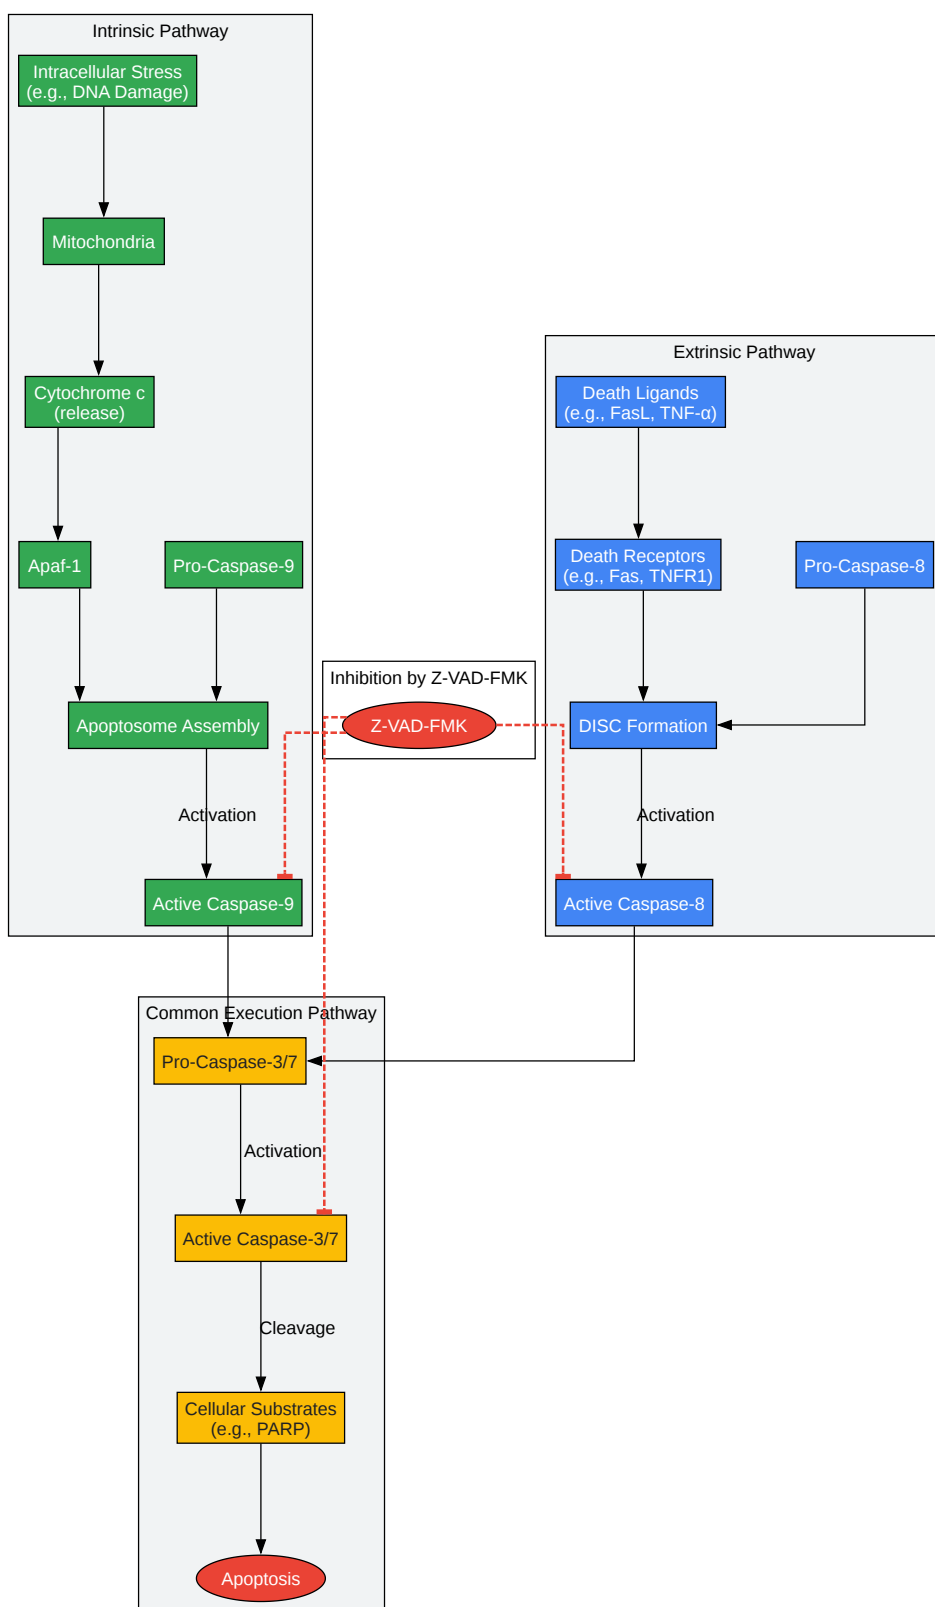 Intrinsic Pathway
Intracellular Stress
(e.g., DNA Damage)
Mitochondria
Cytochrome c
(release)
Apaf-1
Pro-Caspase-9
Apoptosome Assembly
Activation
Active Caspase-9
Inhibition by Z-VAD-FMK
Z-VAD-FMK
Extrinsic Pathway
Death Ligands
(e.g., FasL, TNF-α)
Death Receptors
(e.g., Fas, TNFR1)
Pro-Caspase-8
DISC Formation
Activation
Active Caspase-8
Common Execution Pathway
Pro-Caspase-3/7
Activation
Active Caspase-3/7
Cleavage
Cellular Substrates
(e.g., PARP)
Apoptosis